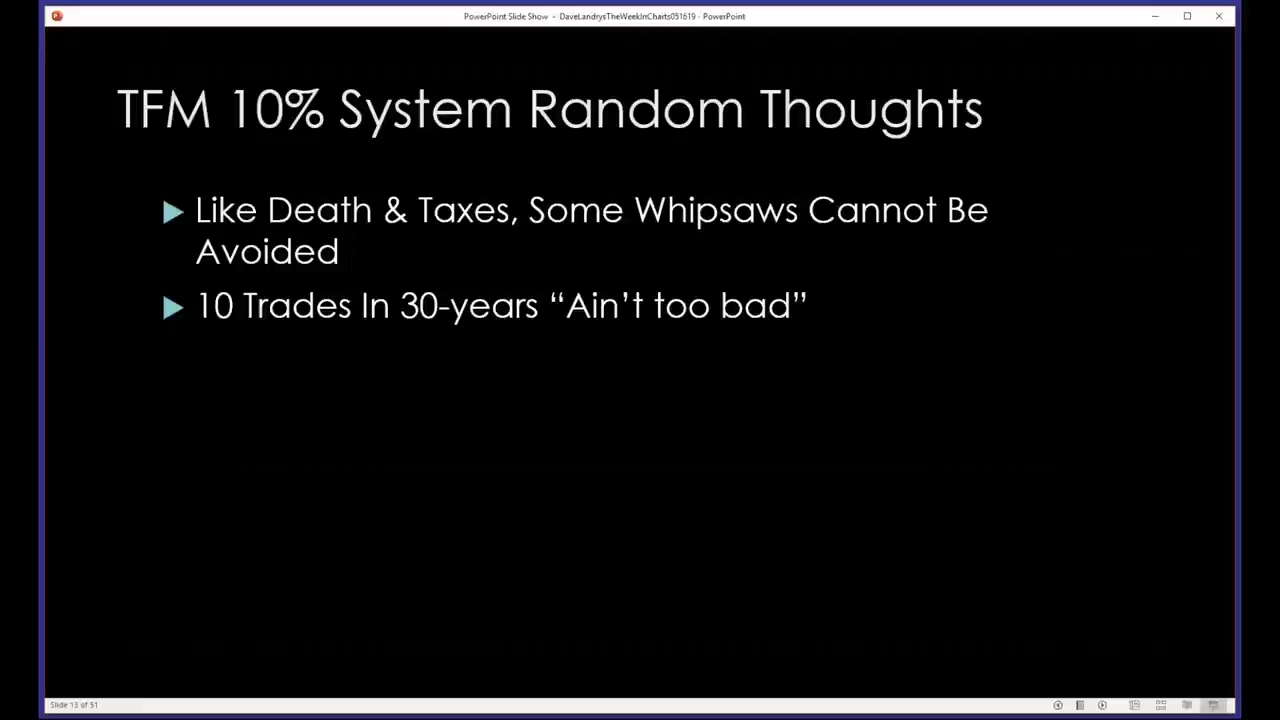 PowerPoint Slide Show - DaveLandrysTheWeekInCharts051619 - PowerPoint
TFM 10% System Random Thoughts
Like Death & Taxes, Some Whipsaws Cannot Be
Avoided
10 Trades In 30-years “Ain’t too bad”
Slide 13 of 51